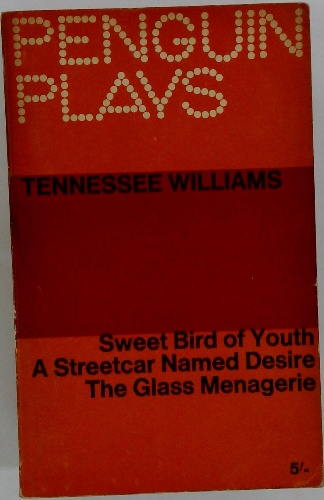 PENGUIN
PLAYS
TENNESSEE WILLIAMS
Sweet Bird of Youth
A Streetcar Named Desire
The Glass Menagerie
5/-